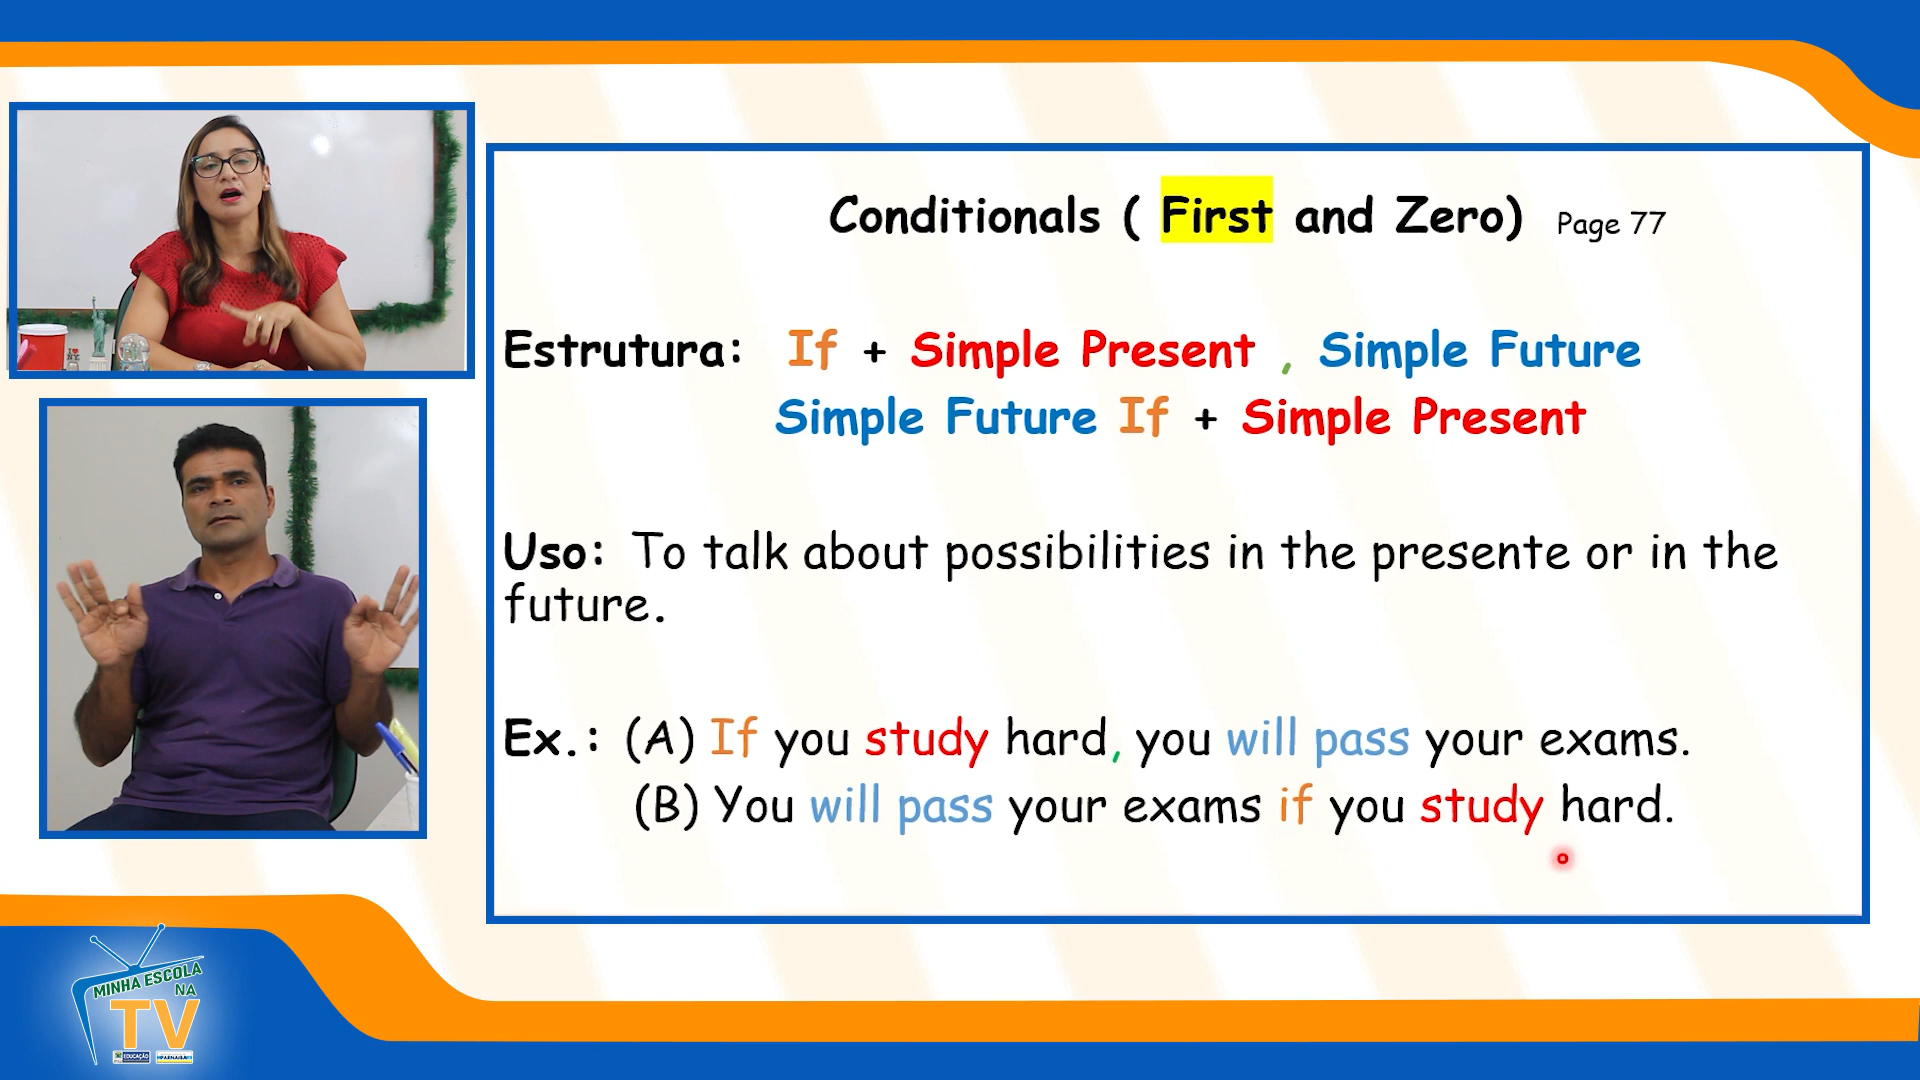 Conditionals ( First and Zero) Page 77
Estrutura: If + Simple Present , Simple Future
Simple Future If + Simple Present
Uso: To talk about possibilities in the presente or in the
future.
Ex.: (A) If you study hard, you will pass your exams.
(B) You will pass your exams if you study hard.
MINHA ESCOLA
NA
TV
EDUCAÇÃO
PARNAÍBA